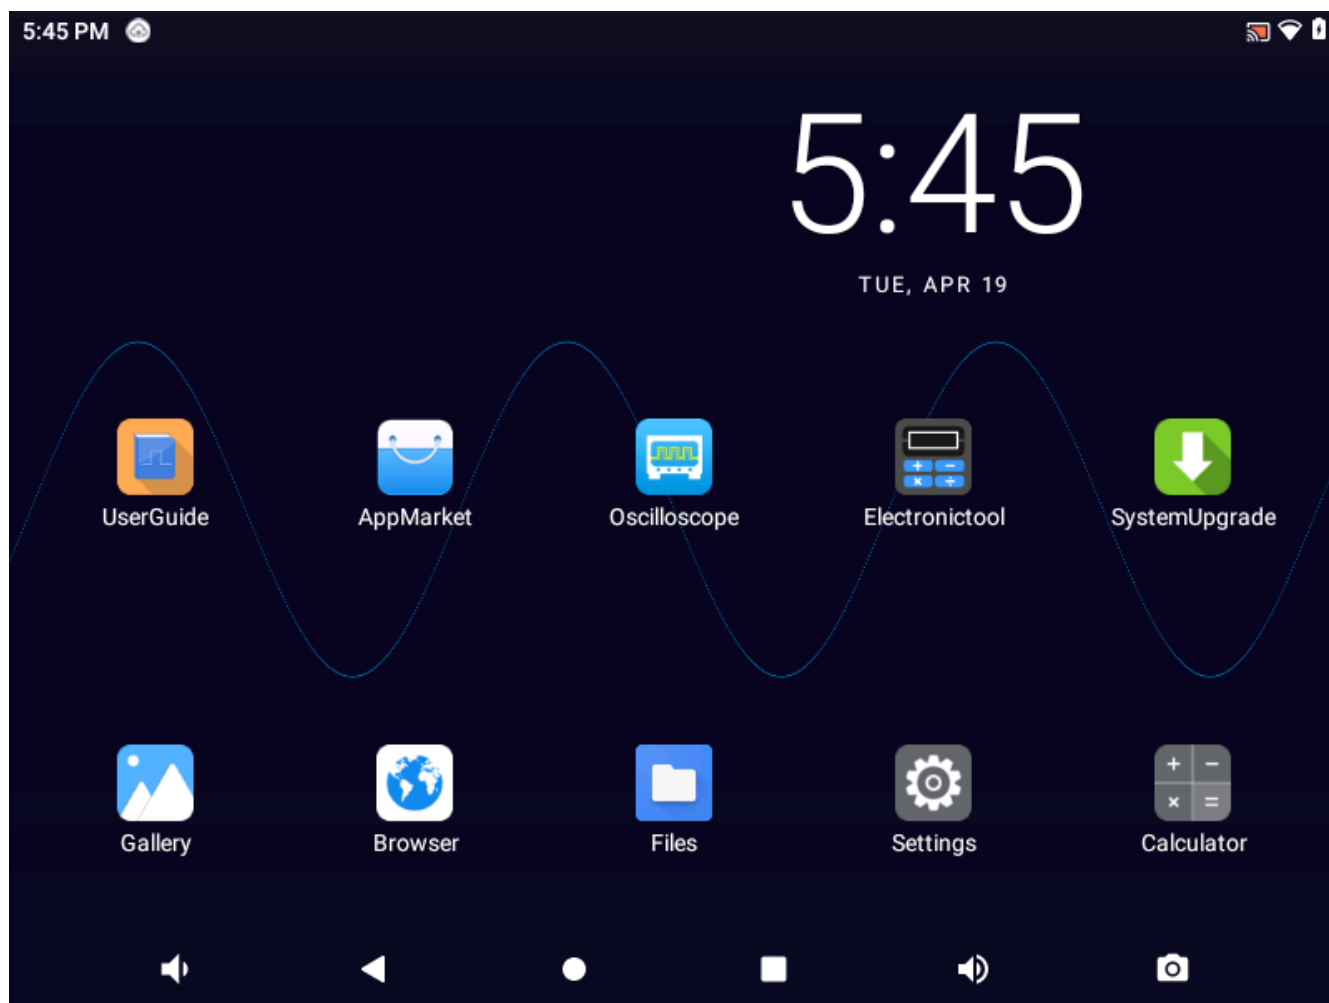 5:45 PM
5:45
TUE, APR 19
UserGuide
AppMarket
Oscilloscope
Electronictool
SystemUpgrade
Gallery
Browser
Files
Settings
Calculator